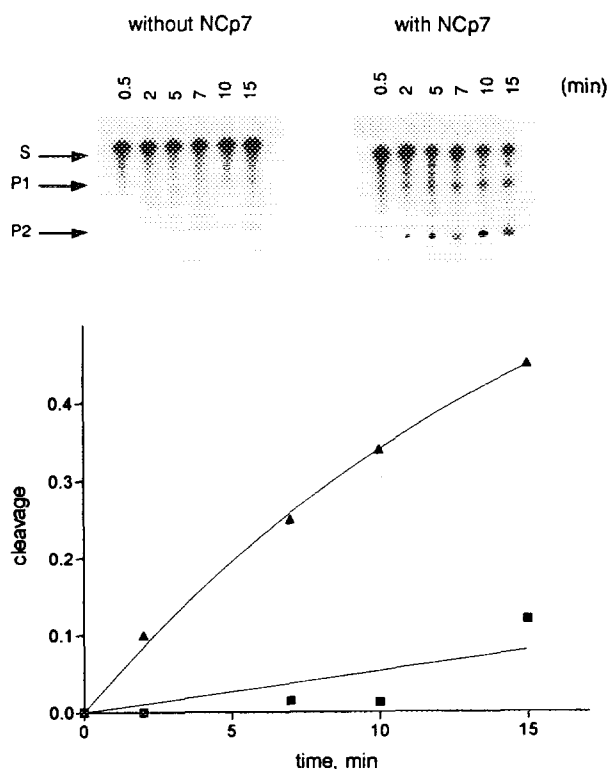 without NCp7 with NCp7
0.5 2 5 7 10 15 0.5 2 5 7 10 15 (min)
S
P1
P2
0.4
0.3
0.2
0.1
0.0
cleavage
0 5 10 15
time, min